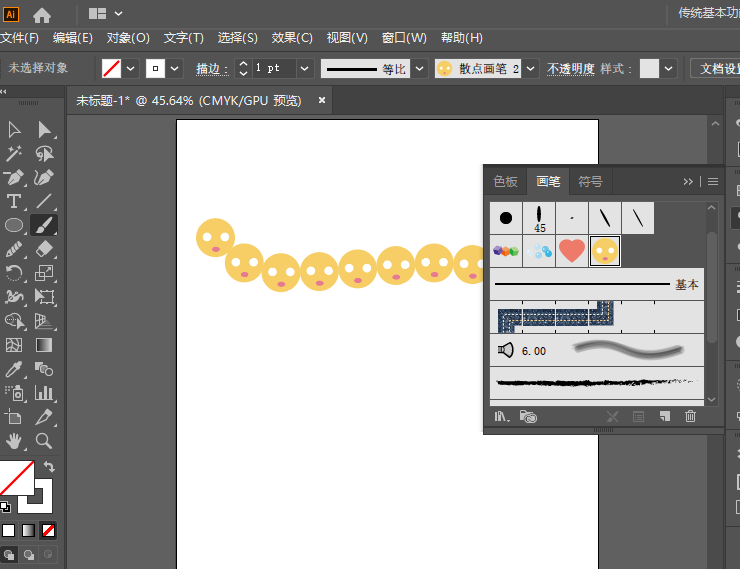 Ai
传统基本功能
文件(F) 编辑(E) 对象(O) 文字(T) 选择(S) 效果(C) 视图(V) 窗口(W) 帮助(H)
未选择对象 描边: 1 pt 等比 散点画笔 2 不透明度 样式: 文档设
未标题-1* @ 45.64% (CMYK/GPU 预览) ×
色板 画笔 符号
45
基本
6.00